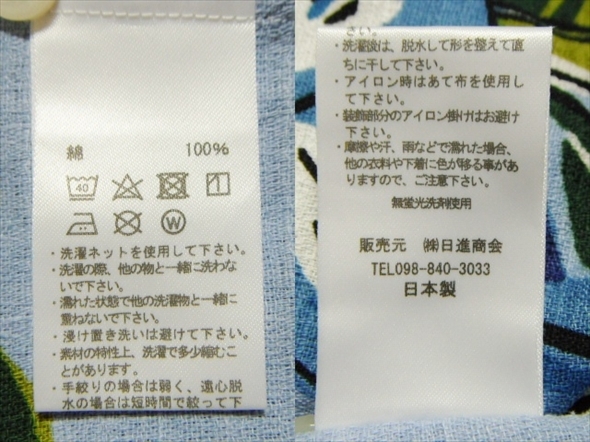 綿 100%
40
W
・洗濯ネットを使用して下さい。
・洗濯の際、他の物と一緒に洗わな
いで下さい。
・濡れた状態で他の洗濯物と一緒に
重ねないで下さい。
・浸け置き洗いは避けて下さい。
・素材の特性上、洗濯で多少縮むこ
とがあります。
・手絞りの場合は弱く、遠心脱
水の場合は短時間で絞って下
さい。
・洗濯後は、脱水して形を整えて直
ちに干して下さい。
・アイロン時はあて布を使用し
て下さい。
・装飾部分のアイロン掛けはお避け
下さい。
・摩擦や汗、雨などで濡れた場合、
他の衣料や下着に色が移る事があ
りますので、ご注意下さい。
無蛍光洗剤使用
販売元 ㈱日進商会
TEL098-840-3033
日本製